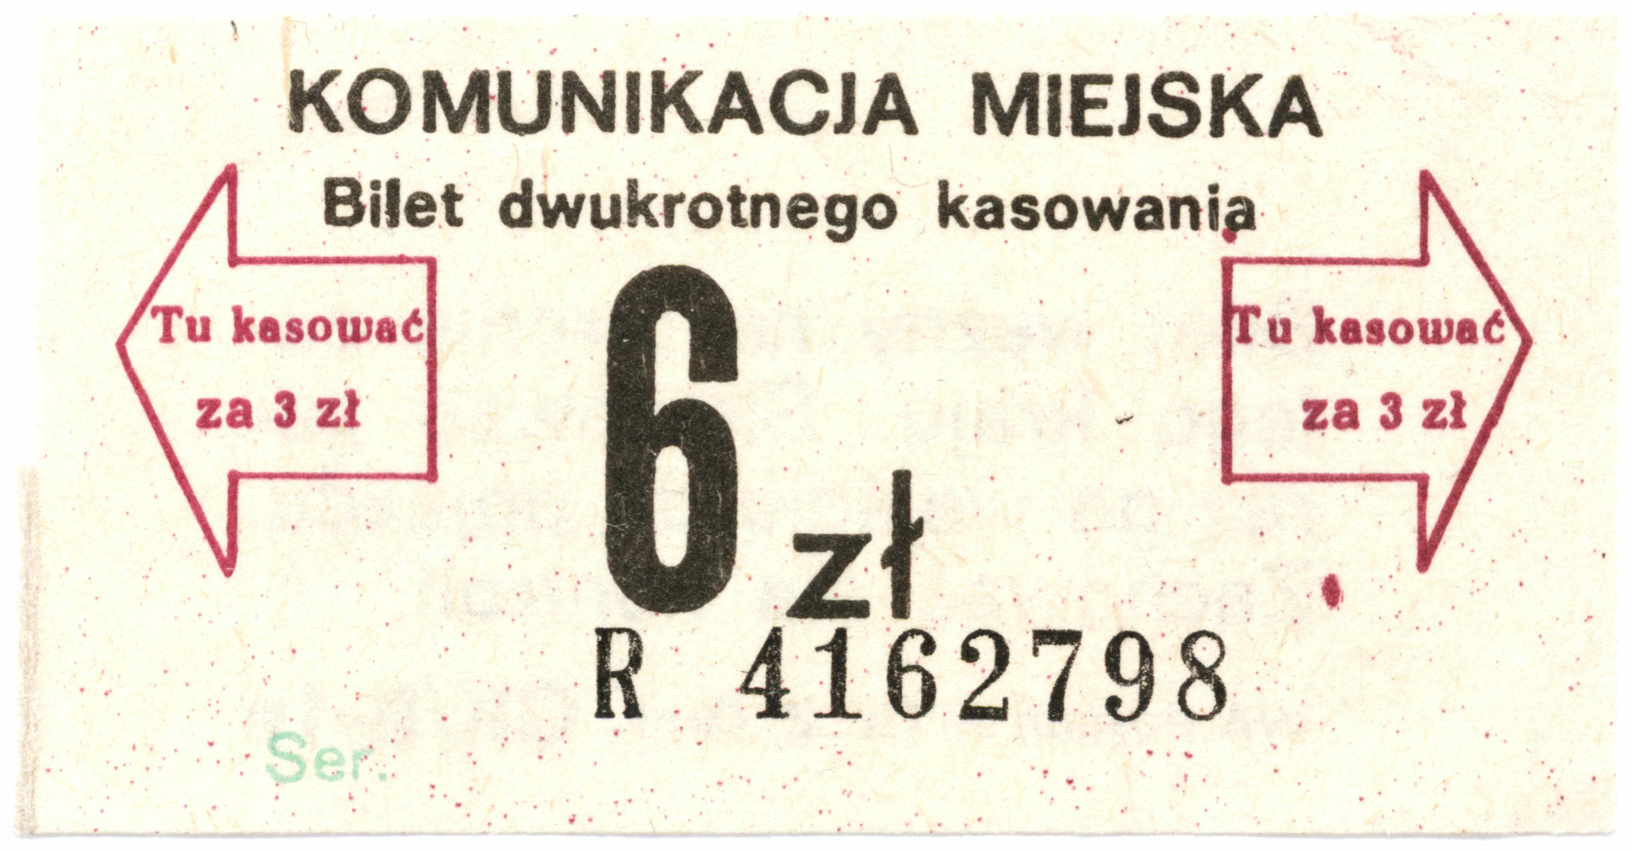 KOMUNIKACJA MIEJSKA
Bilet dwukrotnego kasowania
Tu kasować
za 3 zł
6 zł
Tu kasować
za 3 zł
R 4162798
Ser.